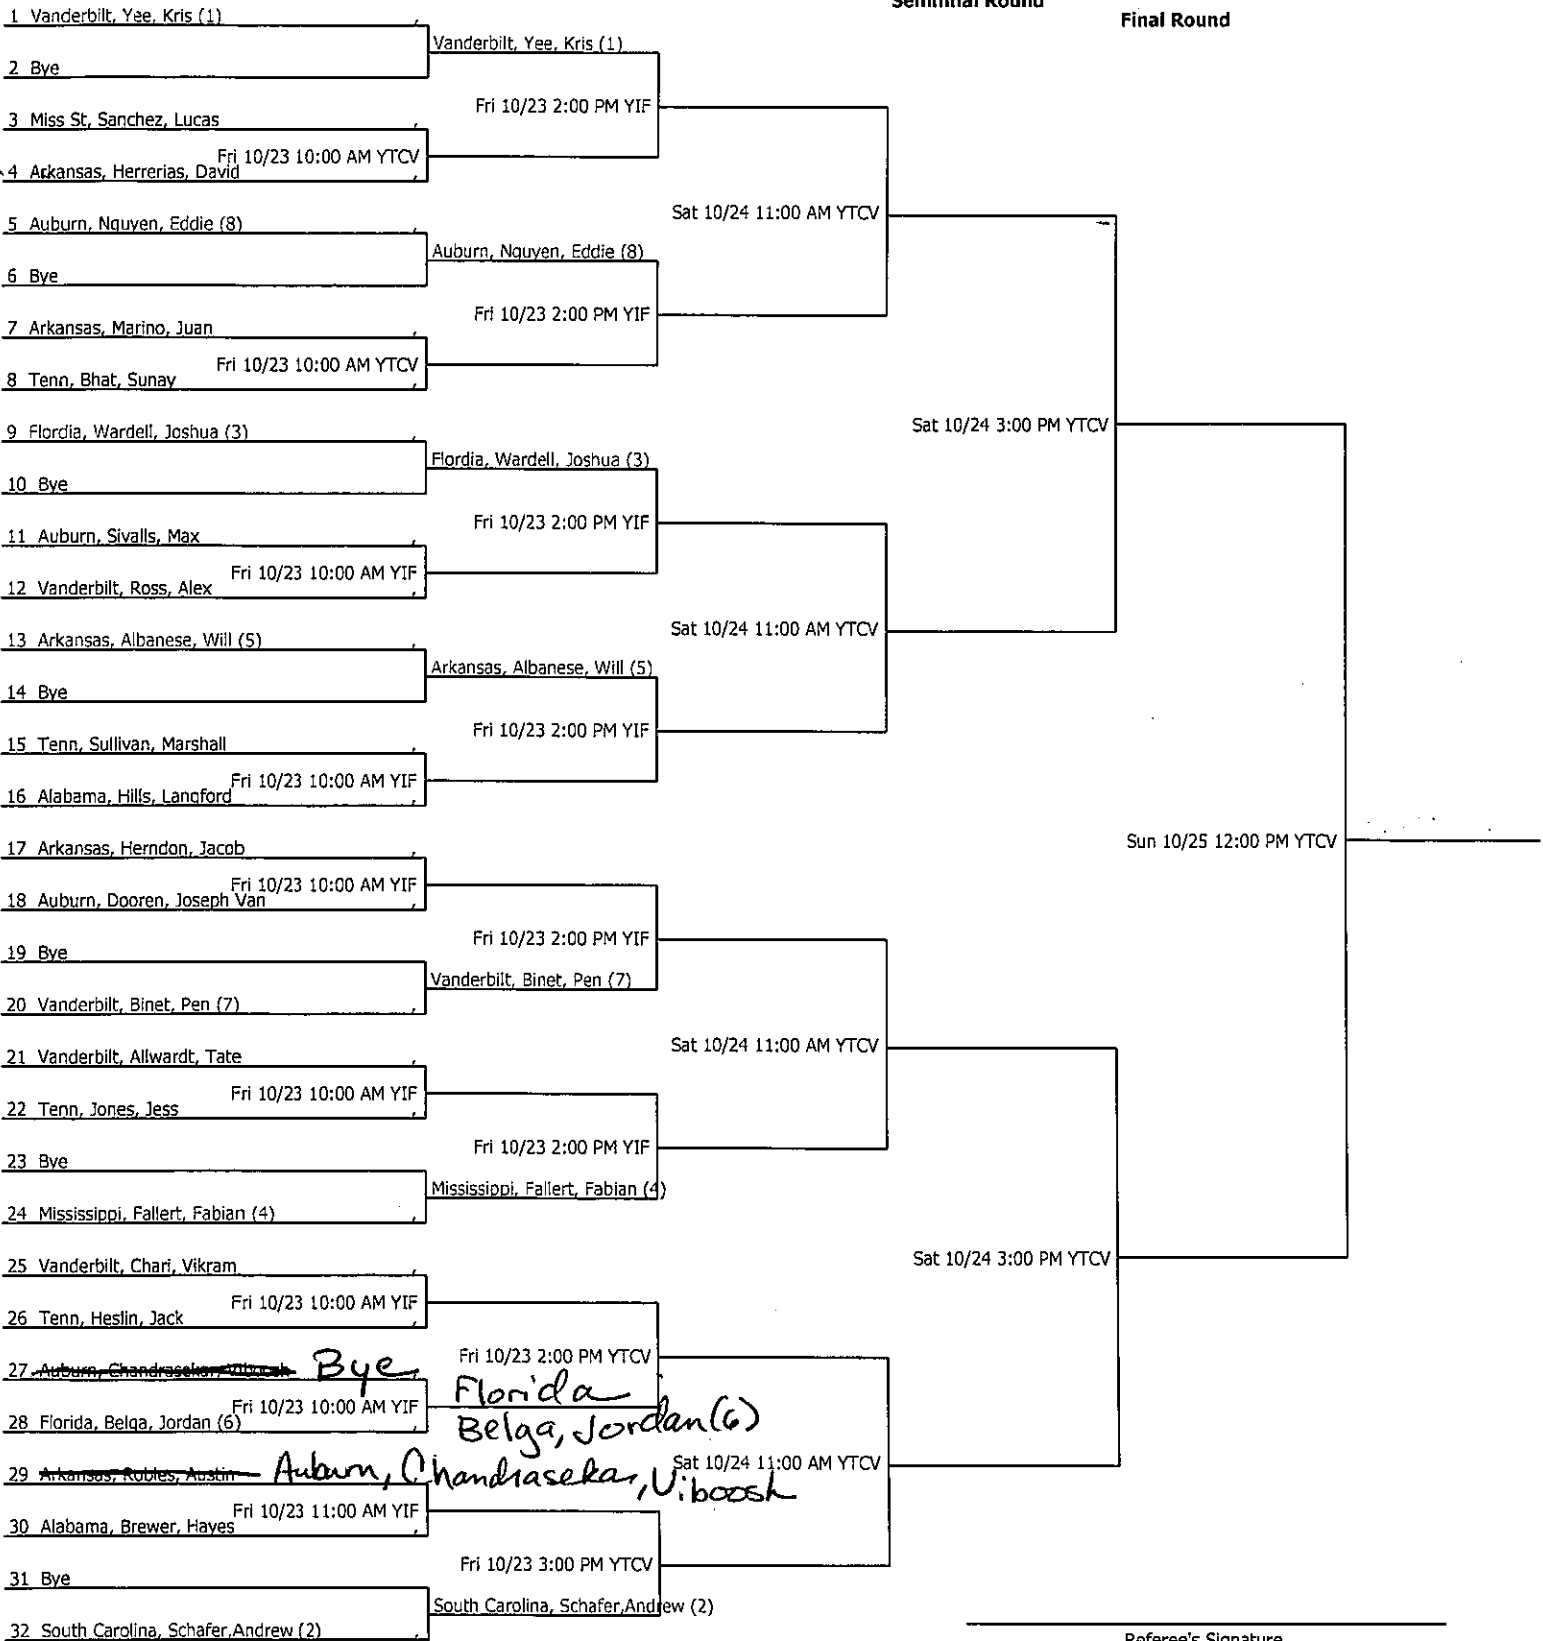 Semifinal Round
Final Round
1 Vanderbilt, Yee, Kris (1)
Vanderbilt, Yee, Kris (1)
2 Bye
Fri 10/23 2:00 PM YIF
3 Miss St, Sanchez, Lucas
Fri 10/23 10:00 AM YTCV
4 Arkansas, Herrerias, David
Sat 10/24 11:00 AM YTCV
5 Auburn, Nguyen, Eddie (8)
Auburn, Nguyen, Eddie (8)
6 Bye
Fri 10/23 2:00 PM YIF
7 Arkansas, Marino, Juan
Fri 10/23 10:00 AM YTCV
8 Tenn, Bhat, Sunay
Sat 10/24 3:00 PM YTCV
9 Flordia, Wardell, Joshua (3)
Flordia, Wardell, Joshua (3)
10 Bye
Fri 10/23 2:00 PM YIF
11 Auburn, Sivalls, Max
Fri 10/23 10:00 AM YIF
12 Vanderbilt, Ross, Alex
Sat 10/24 11:00 AM YTCV
13 Arkansas, Albanese, Will (5)
Arkansas, Albanese, Will (5)
14 Bye
Fri 10/23 2:00 PM YIF
15 Tenn, Sullivan, Marshall
Fri 10/23 10:00 AM YIF
16 Alabama, Hills, Langford
Sun 10/25 12:00 PM YTCV
17 Arkansas, Herndon, Jacob
Fri 10/23 10:00 AM YIF
18 Auburn, Dooren, Joseph Van
Fri 10/23 2:00 PM YIF
19 Bye
Vanderbilt, Binet, Pen (7)
20 Vanderbilt, Binet, Pen (7)
Sat 10/24 11:00 AM YTCV
21 Vanderbilt, Allwardt, Tate
Fri 10/23 10:00 AM YIF
22 Tenn, Jones, Jess
Fri 10/23 2:00 PM YIF
23 Bye
Mississippi, Fallert, Fabian (4)
24 Mississippi, Fallert, Fabian (4)
Sat 10/24 3:00 PM YTCV
25 Vanderbilt, Chari, Vikram
Fri 10/23 10:00 AM YIF
26 Tenn, Heslin, Jack
Fri 10/23 2:00 PM YTCV
27 Auburn, Chandrasekar, Viboosh Bye
Fri 10/23 10:00 AM YIF
Florida
Belga, Jordan (6)
28 Florida, Belga, Jordan (6)
Sat 10/24 11:00 AM YTCV
29 Arkansas, Robles, Austin Auburn, Chandrasekar, Viboosh
Fri 10/23 11:00 AM YIF
30 Alabama, Brewer, Hayes
Fri 10/23 3:00 PM YTCV
31 Bye
South Carolina, Schafer,Andrew (2)
32 South Carolina, Schafer,Andrew (2)
Referee's Signature